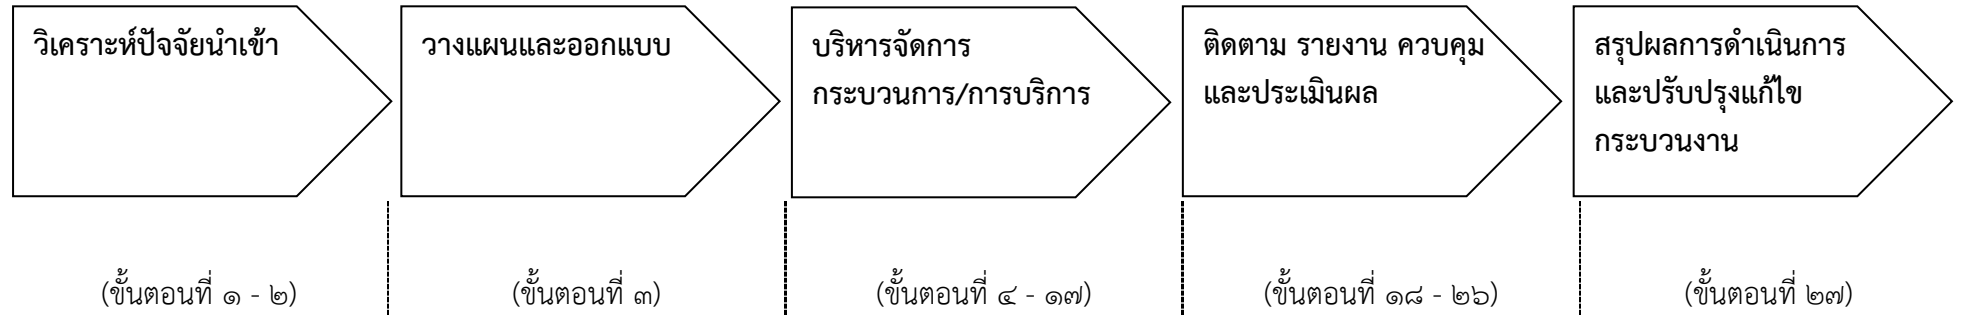 วิเคราะห์ปัจจัยนำเข้า
(ขั้นตอนที่ ๑ - ๒)
วางแผนและออกแบบ
(ขั้นตอนที่ ๓)
บริหารจัดการ
กระบวนการ/การบริการ
(ขั้นตอนที่ ๔ - ๑๗)
ติดตาม รายงาน ควบคุม
และประเมินผล
(ขั้นตอนที่ ๑๘ - ๒๖)
สรุปผลการดำเนินการ
และปรับปรุงแก้ไข
กระบวนงาน
(ขั้นตอนที่ ๒๗)